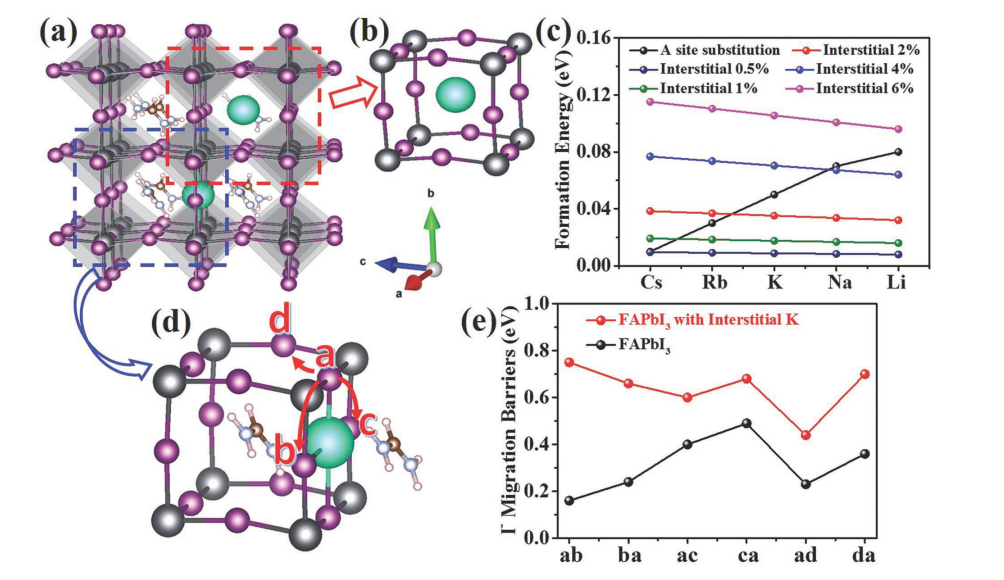 (a)
(b)
(c)
0.16
0.12
0.08
0.04
0.00
Formation Energy (eV)
A site substitution
Interstitial 0.5%
Interstitial 1%
Interstitial 2%
Interstitial 4%
Interstitial 6%
Cs Rb K Na Li
b
c
a
(d)
d
a
c
b
(e)
1.0
0.8
0.6
0.4
0.2
0.0
I⁻ Migration Barriers (eV)
FAPbI₃ with Interstitial K
FAPbI₃
ab ba ac ca ad da